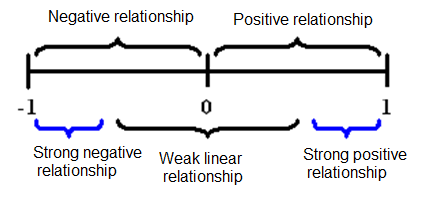 Negative relationship Positive relationship
-1 0 1
Strong negative
relationship
Weak linear
relationship
Strong positive
relationship